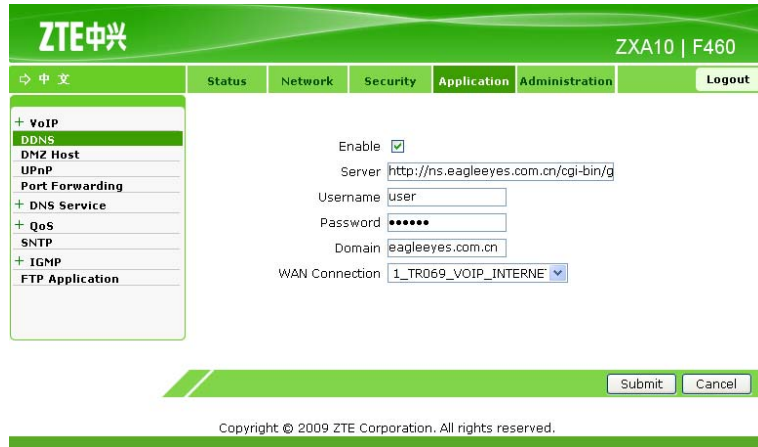 ZTE中兴
ZXA10 | F460
中 文
Status Network Security Application Administration Logout
+ VoIP
DDNS
DMZ Host
UPnP
Port Forwarding
+ DNS Service
+ QoS
SNTP
+ IGMP
FTP Application
Enable
Server http://ns.eagleeyes.com.cn/cgi-bin/g
Username user
Password ••••••
Domain eagleeyes.com.cn
WAN Connection 1_TR069_VOIP_INTERNE
Submit Cancel
Copyright © 2009 ZTE Corporation. All rights reserved.